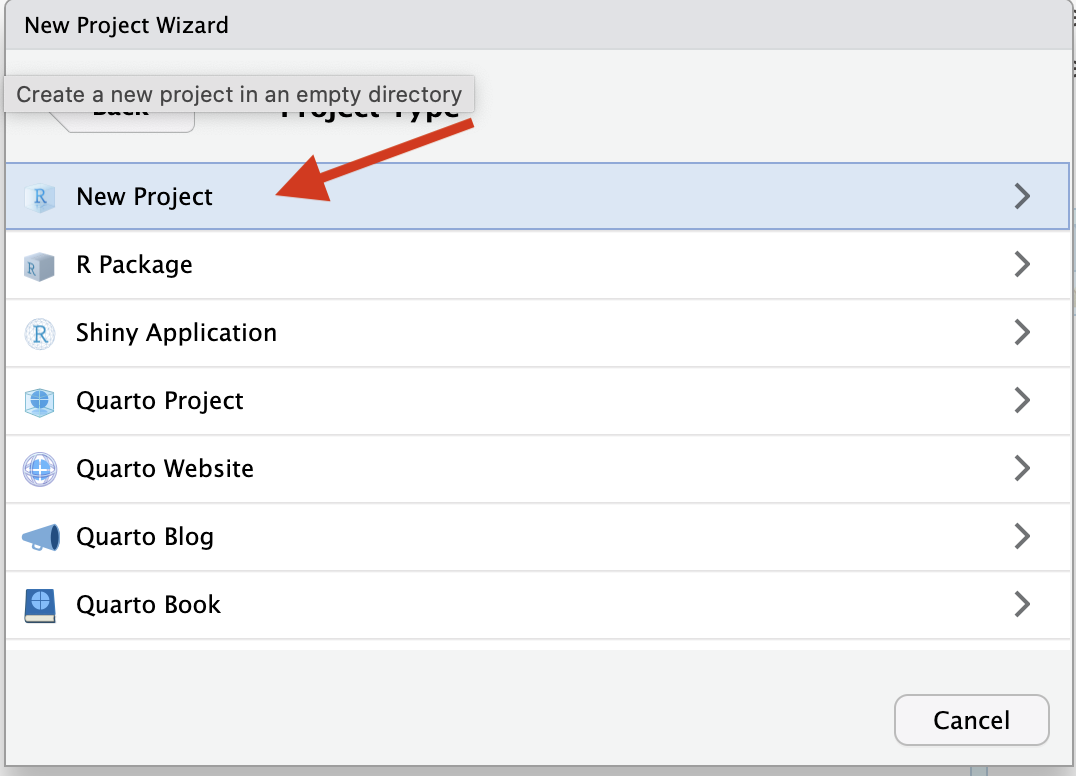 New Project Wizard
Create a new project in an empty directory
Back
Project Type
R New Project
R R Package
R Shiny Application
Quarto Project
Quarto Website
Quarto Blog
Quarto Book
Cancel